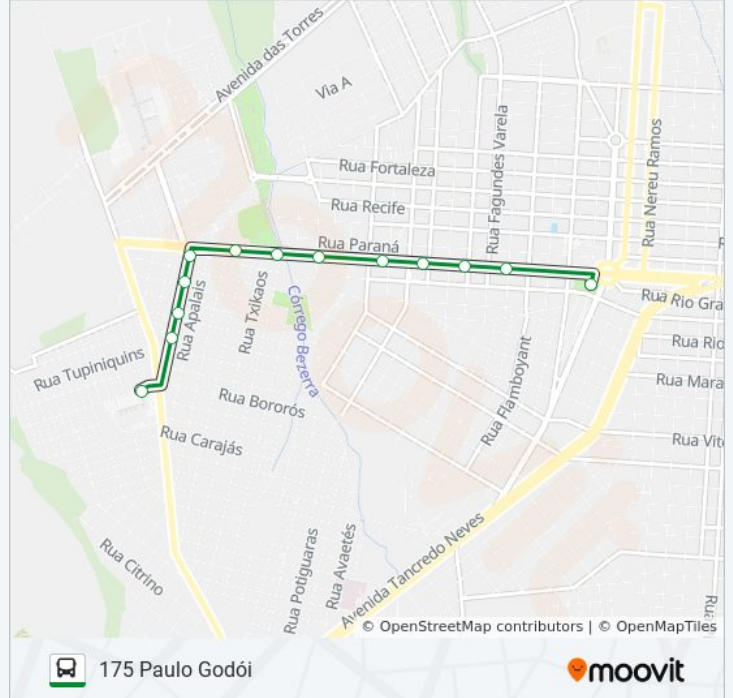 Avenida das Torres
Via A
Rua Fagundes Varela
Rua Nereu Ramos
Rua Fortaleza
Rua Recife
Rua Paraná
Rua Apalais
Rua Txikaos
Córrego Bezerra
Rua Rio Gra
Rua Rio
Rua Mara
Rua Tupiniquins
Rua Flamboyant
Rua Bororós
Rua Carajás
Rua Vito
Avenida Tancredo Neves
Rua Citrino
Rua Potiguaras
Rua Avaetés
Rua
© OpenStreetMap contributors | © OpenMapTiles
175 Paulo Godói
moovit